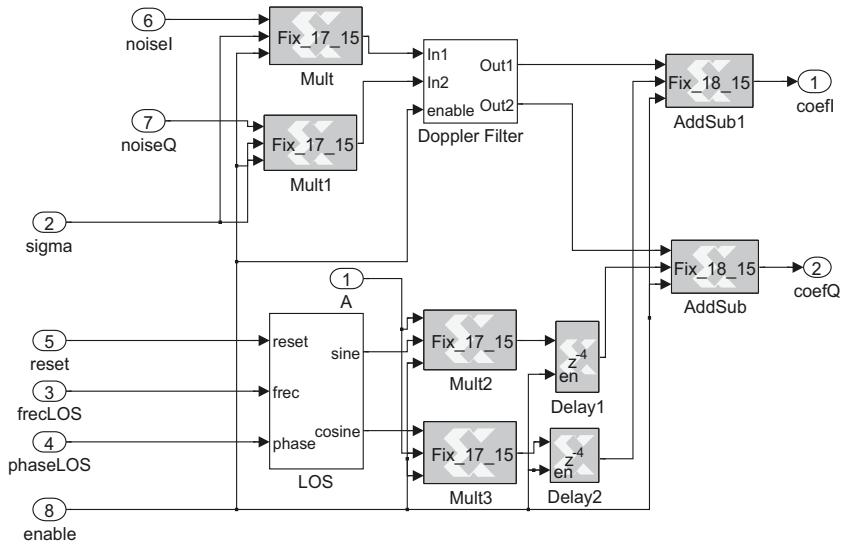 6
noiseI
Fix_17_15
Mult
7
noiseQ
Fix_17_15
Mult1
2
sigma
In1
In2
enable
Out1
Out2
Doppler Filter
Fix_18_15
AddSub1
1
coefI
Fix_18_15
AddSub
2
coefQ
1
A
5
reset
3
frecLOS
4
phaseLOS
8
enable
reset
frec
phase
sine
cosine
LOS
Fix_17_15
Mult2
Fix_17_15
Mult3
z-4
en
Delay1
z-4
en
Delay2